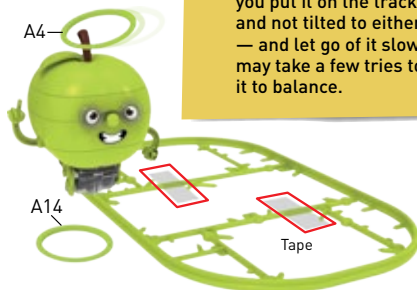 you put it on the track
and not tilted to either
— and let go of it slow
may take a few tries to
it to balance.
A4
A14
Tape